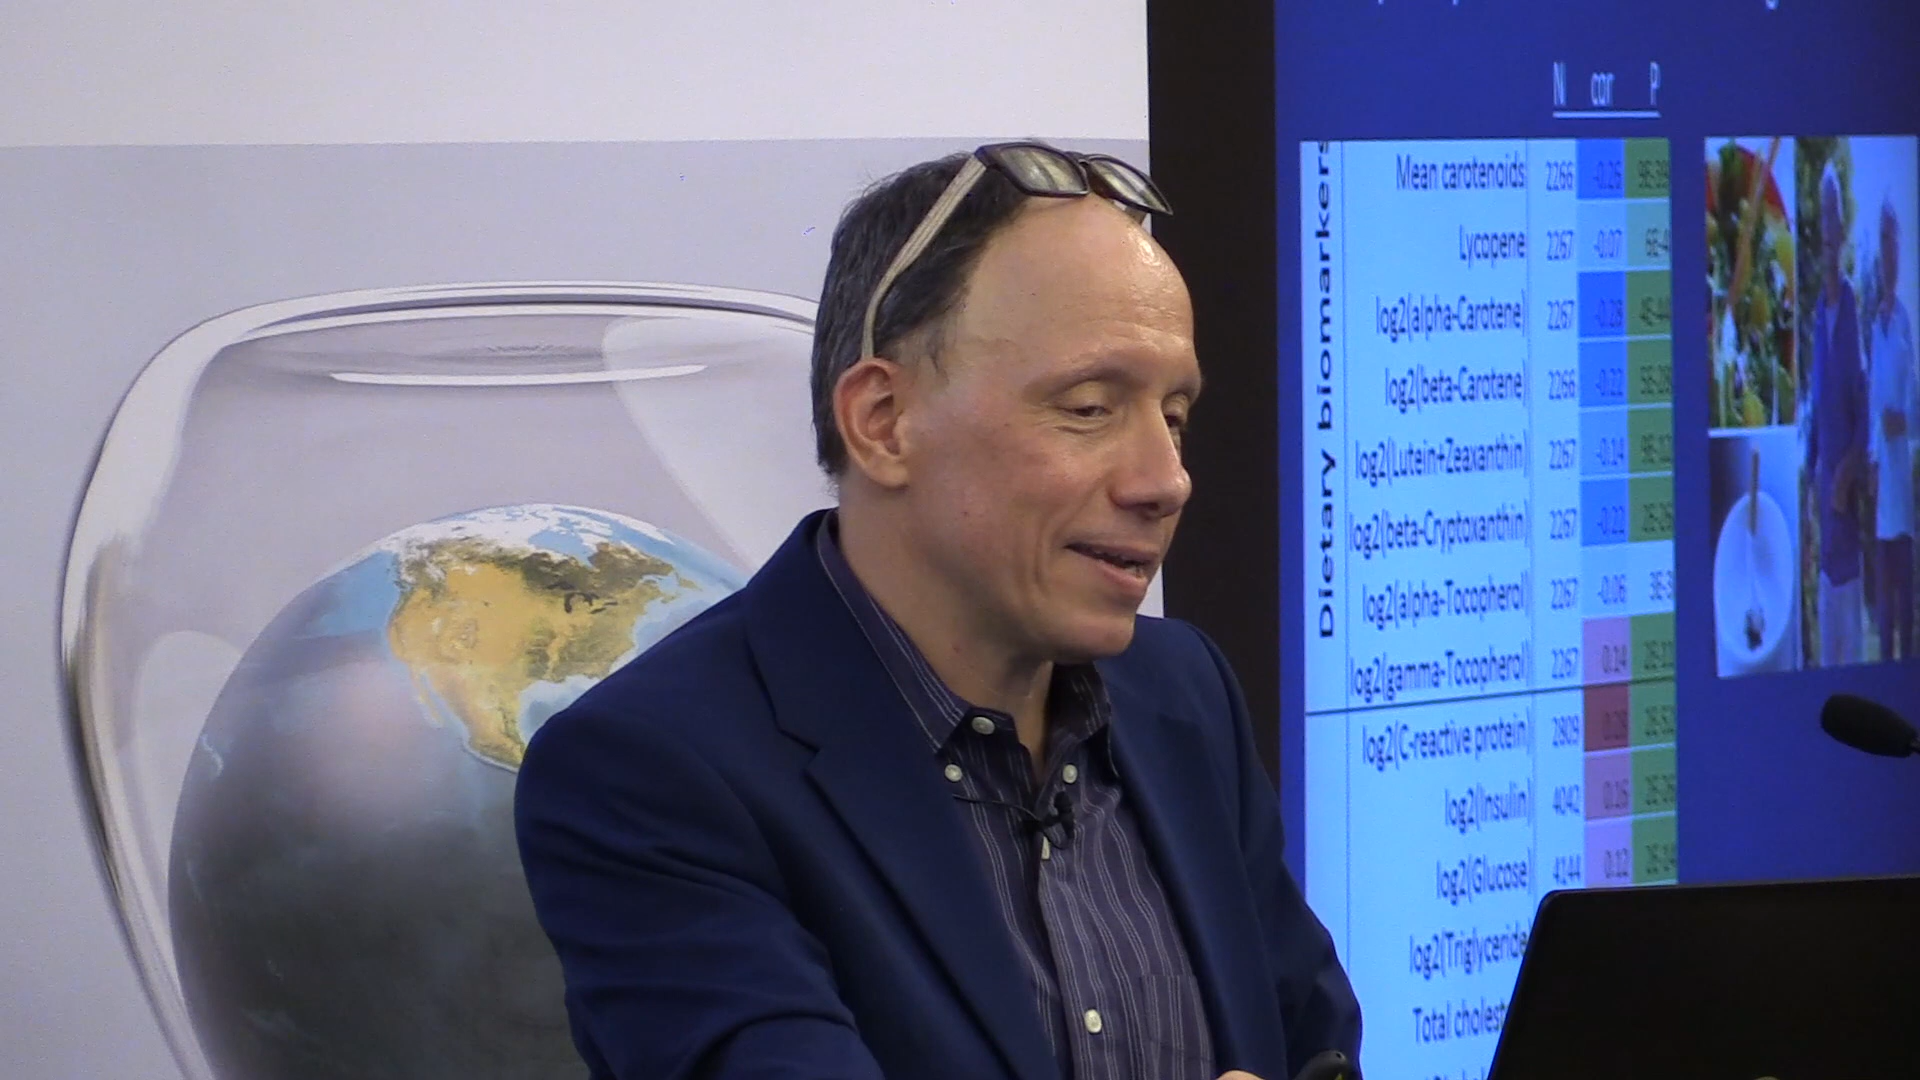 N cor P
Dietary biomarkers
Mean carotenoids 2266 -0.26
Lycopene 2267 -0.07
log2(alpha-Carotene) 2267 -0.28
log2(beta-Carotene) 2266 -0.22
log2(Lutein+Zeaxanthin) 2267 -0.14
log2(beta-Cryptoxanthin) 2267 -0.22
log2(alpha-Tocopherol) 2267 -0.06
log2(gamma-Tocopherol) 2267 0.14
log2(C-reactive protein) 2809 0.28
log2(Insulin) 4042 0.16
log2(Glucose) 4144 0.12
log2(Triglyceride
Total cholest